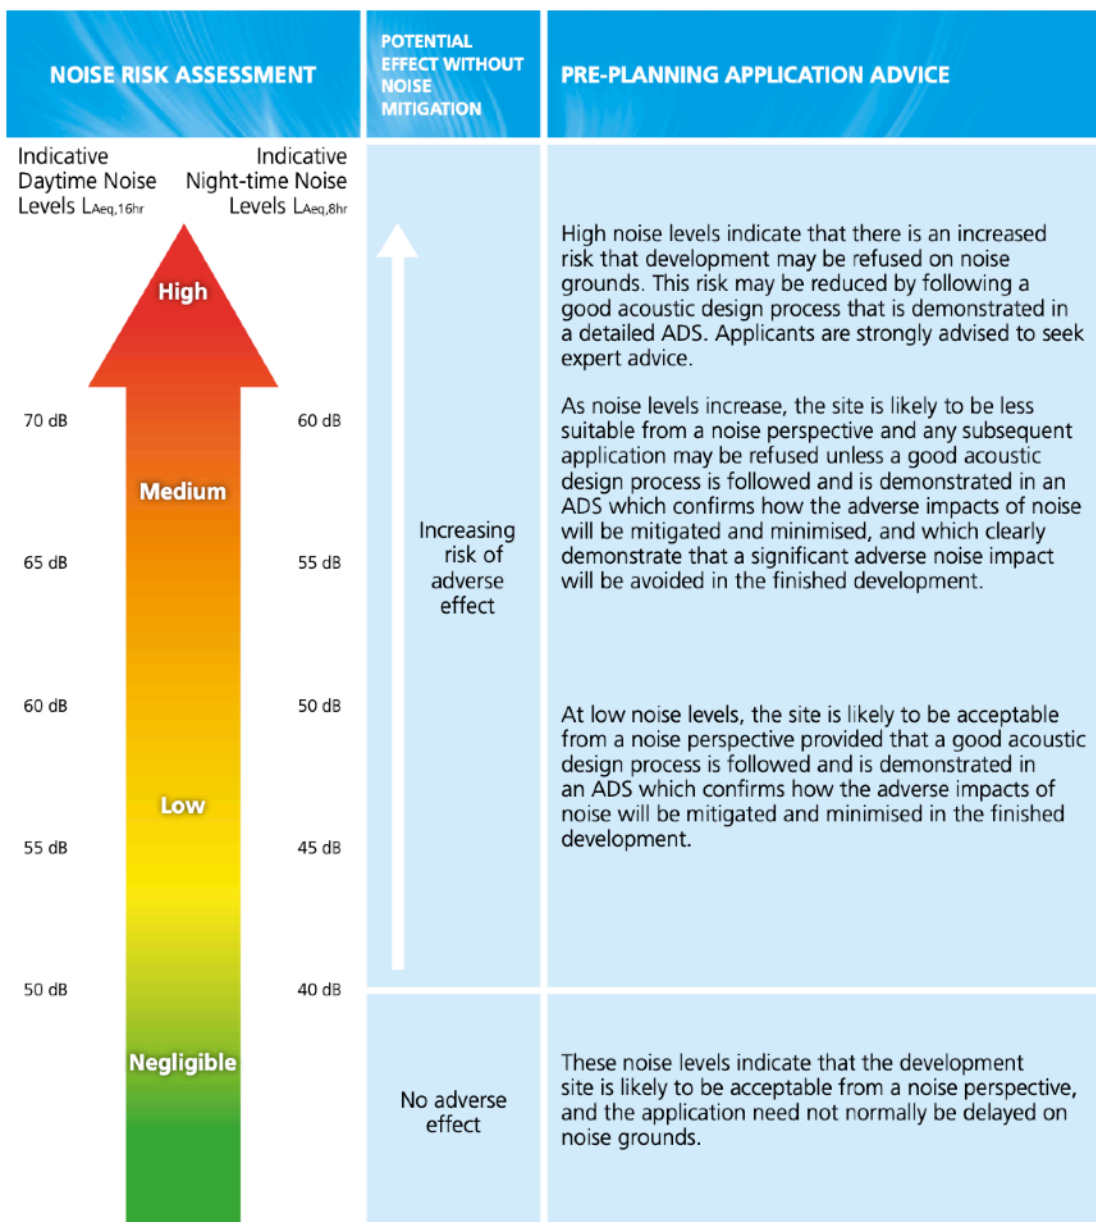 NOISE RISK ASSESSMENT
POTENTIAL
EFFECT WITHOUT
NOISE
MITIGATION
PRE-PLANNING APPLICATION ADVICE
Indicative
Daytime Noise
Levels LAeq,16hr
Indicative
Night-time Noise
Levels LAeq,8hr
High
70 dB
60 dB
Medium
65 dB
55 dB
60 dB
50 dB
Low
55 dB
45 dB
50 dB
40 dB
Negligible
Increasing
risk of
adverse
effect
No adverse
effect
High noise levels indicate that there is an increased
risk that development may be refused on noise
grounds. This risk may be reduced by following a
good acoustic design process that is demonstrated in
a detailed ADS. Applicants are strongly advised to seek
expert advice.
As noise levels increase, the site is likely to be less
suitable from a noise perspective and any subsequent
application may be refused unless a good acoustic
design process is followed and is demonstrated in an
ADS which confirms how the adverse impacts of noise
will be mitigated and minimised, and which clearly
demonstrate that a significant adverse noise impact
will be avoided in the finished development.
At low noise levels, the site is likely to be acceptable
from a noise perspective provided that a good acoustic
design process is followed and is demonstrated in
an ADS which confirms how the adverse impacts of
noise will be mitigated and minimised in the finished
development.
These noise levels indicate that the development
site is likely to be acceptable from a noise perspective,
and the application need not normally be delayed on
noise grounds.